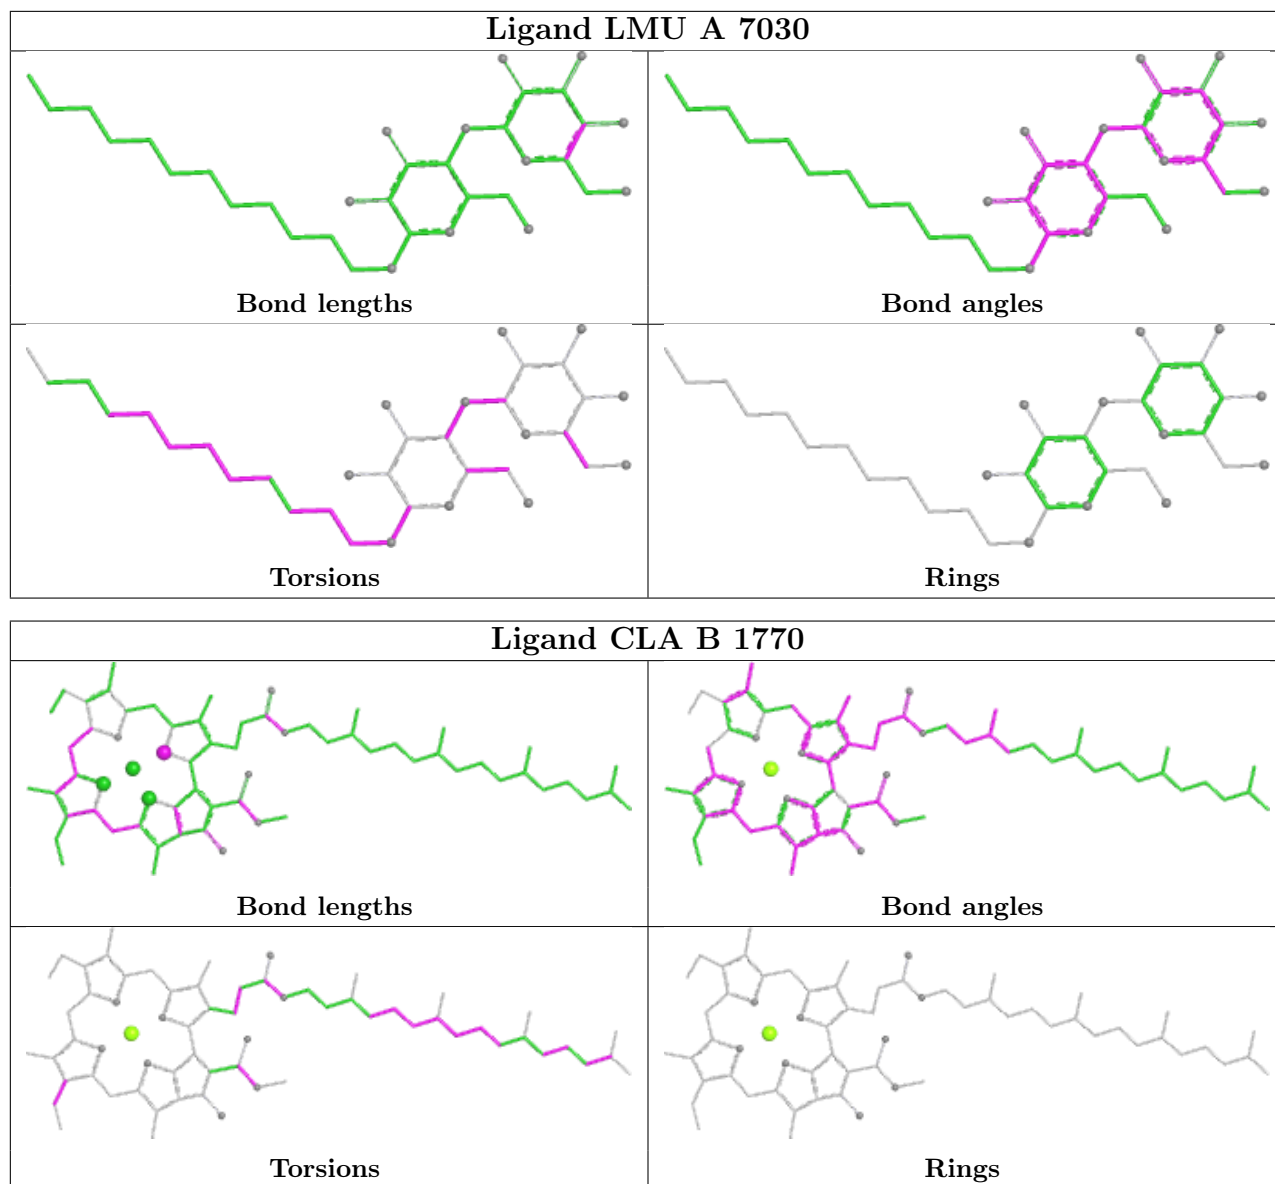 Ligand LMU A 7030
Bond lengths
Bond angles
Torsions
Rings
Ligand CLA B 1770
Bond lengths
Bond angles
Torsions
Rings